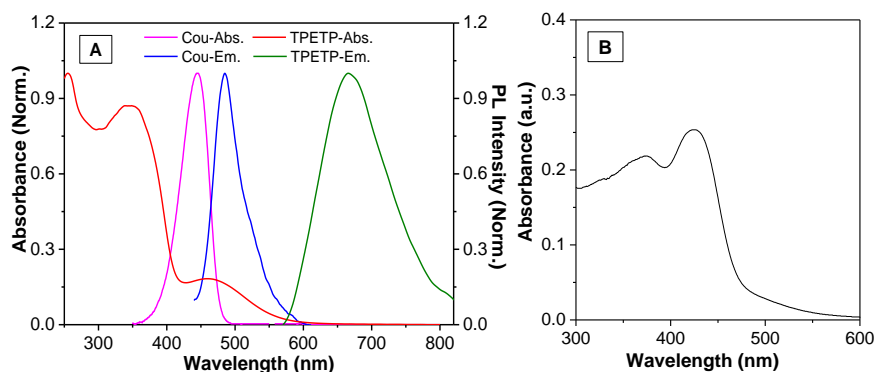 A
Cou-Abs. TPETP-Abs.
Cou-Em. TPETP-Em.
Absorbance (Norm.)
1.2
0.9
0.6
0.3
0.0
300 400 500 600 700 800
Wavelength (nm)
1.2
0.9
0.6
0.3
0.0
PL Intensity (Norm.)
B
Absorbance (a.u.)
0.4
0.3
0.2
0.1
0.0
300 400 500 600
Wavelength (nm)